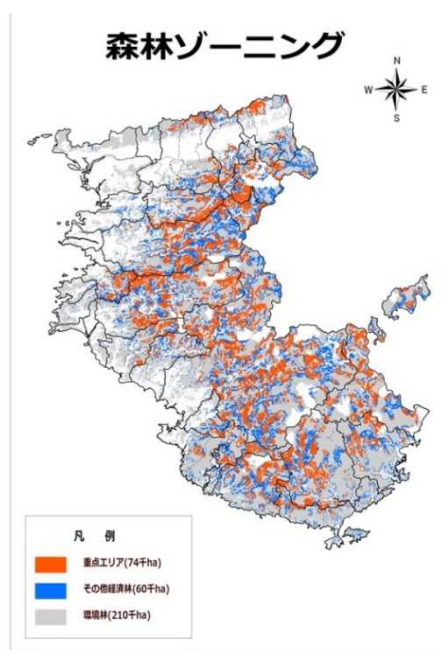 森林ゾーニング
N
W E
S
凡 例
重点エリア(74千ha)
その他経済林(60千ha)
環境林(210千ha)